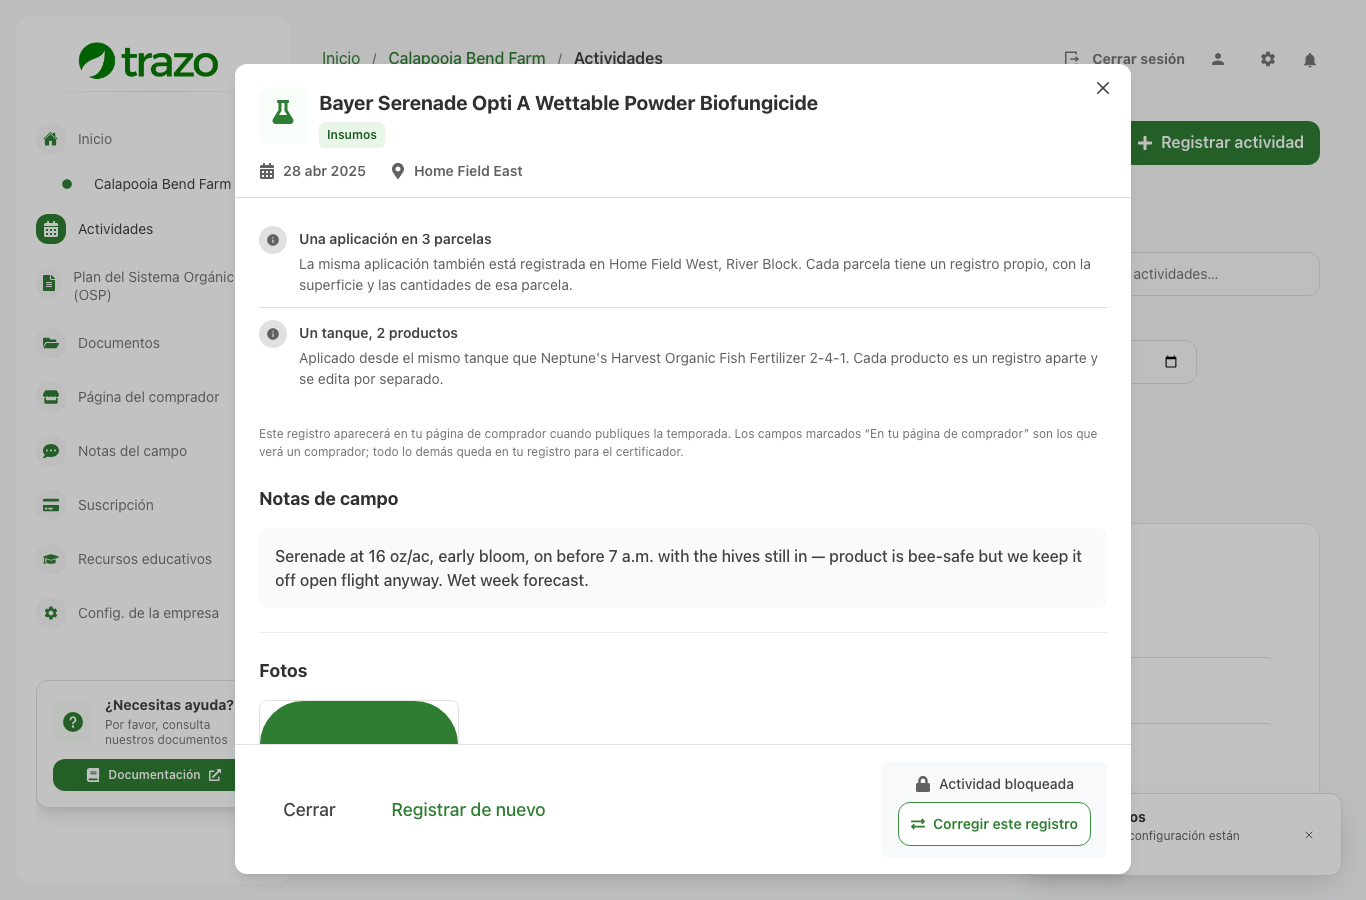 trazo
Inicio / Calapooia Bend Farm / Actividades
Cerrar sesión
Inicio
Calapooia Bend Farm
Actividades
Plan del Sistema Orgánic
(OSP)
Documentos
Página del comprador
Notas del campo
Suscripción
Recursos educativos
Config. de la empresa
¿Necesitas ayuda?
Por favor, consulta
nuestros documentos
Documentación
Registrar actividad
actividades...
Bayer Serenade Opti A Wettable Powder Biofungicide
Insumos
28 abr 2025
Home Field East
Una aplicación en 3 parcelas
La misma aplicación también está registrada en Home Field West, River Block. Cada parcela tiene un registro propio, con la
superficie y las cantidades de esa parcela.
Un tanque, 2 productos
Aplicado desde el mismo tanque que Neptune's Harvest Organic Fish Fertilizer 2-4-1. Cada producto es un registro aparte y
se edita por separado.
Este registro aparecerá en tu página de comprador cuando publiques la temporada. Los campos marcados “En tu página de comprador” son los que
verá un comprador; todo lo demás queda en tu registro para el certificador.
Notas de campo
Serenade at 16 oz/ac, early bloom, on before 7 a.m. with the hives still in — product is bee-safe but we keep it
off open flight anyway. Wet week forecast.
Fotos
Cerrar
Registrar de nuevo
Actividad bloqueada
Corregir este registro
os
configuración están